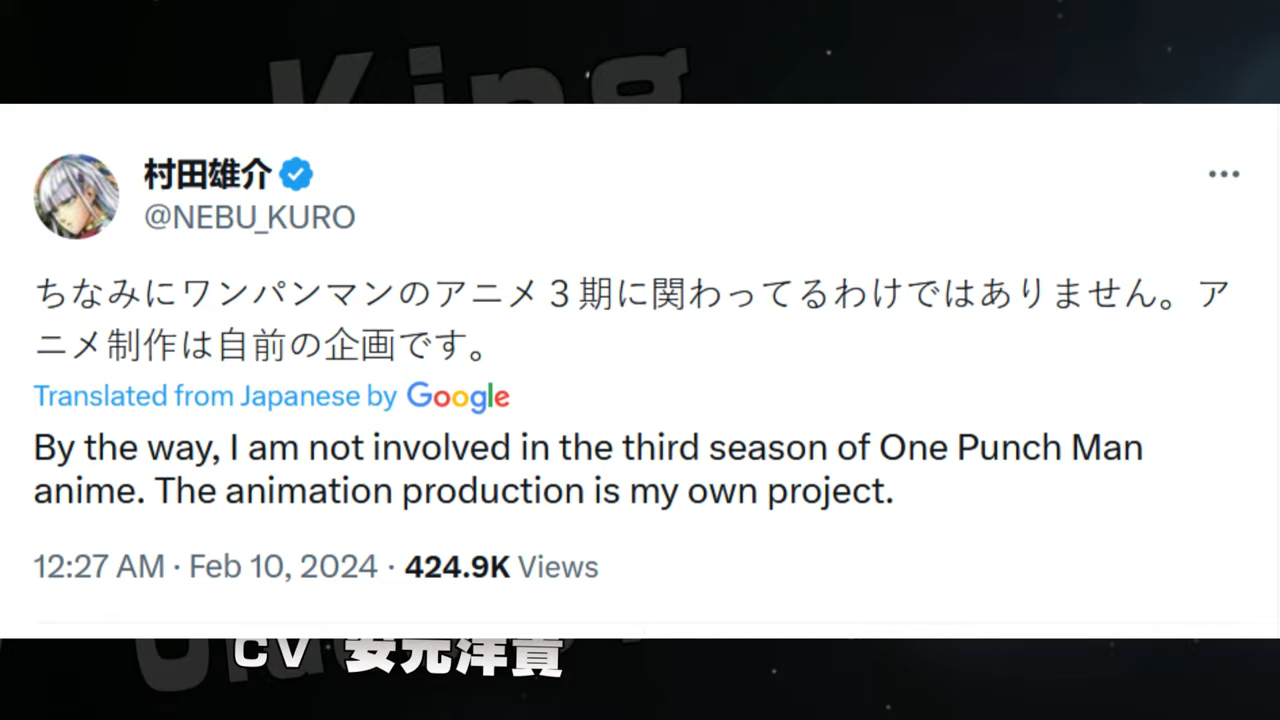 King
村田雄介
@NEBU_KURO
ちなみにワンパンマンのアニメ３期に関わってるわけではありません。ア
ニメ制作は自前の企画です。
Translated from Japanese by Google
By the way, I am not involved in the third season of One Punch Man
anime. The animation production is my own project.
12:27 AM · Feb 10, 2024 · 424.9K Views
CV 安元洋貴